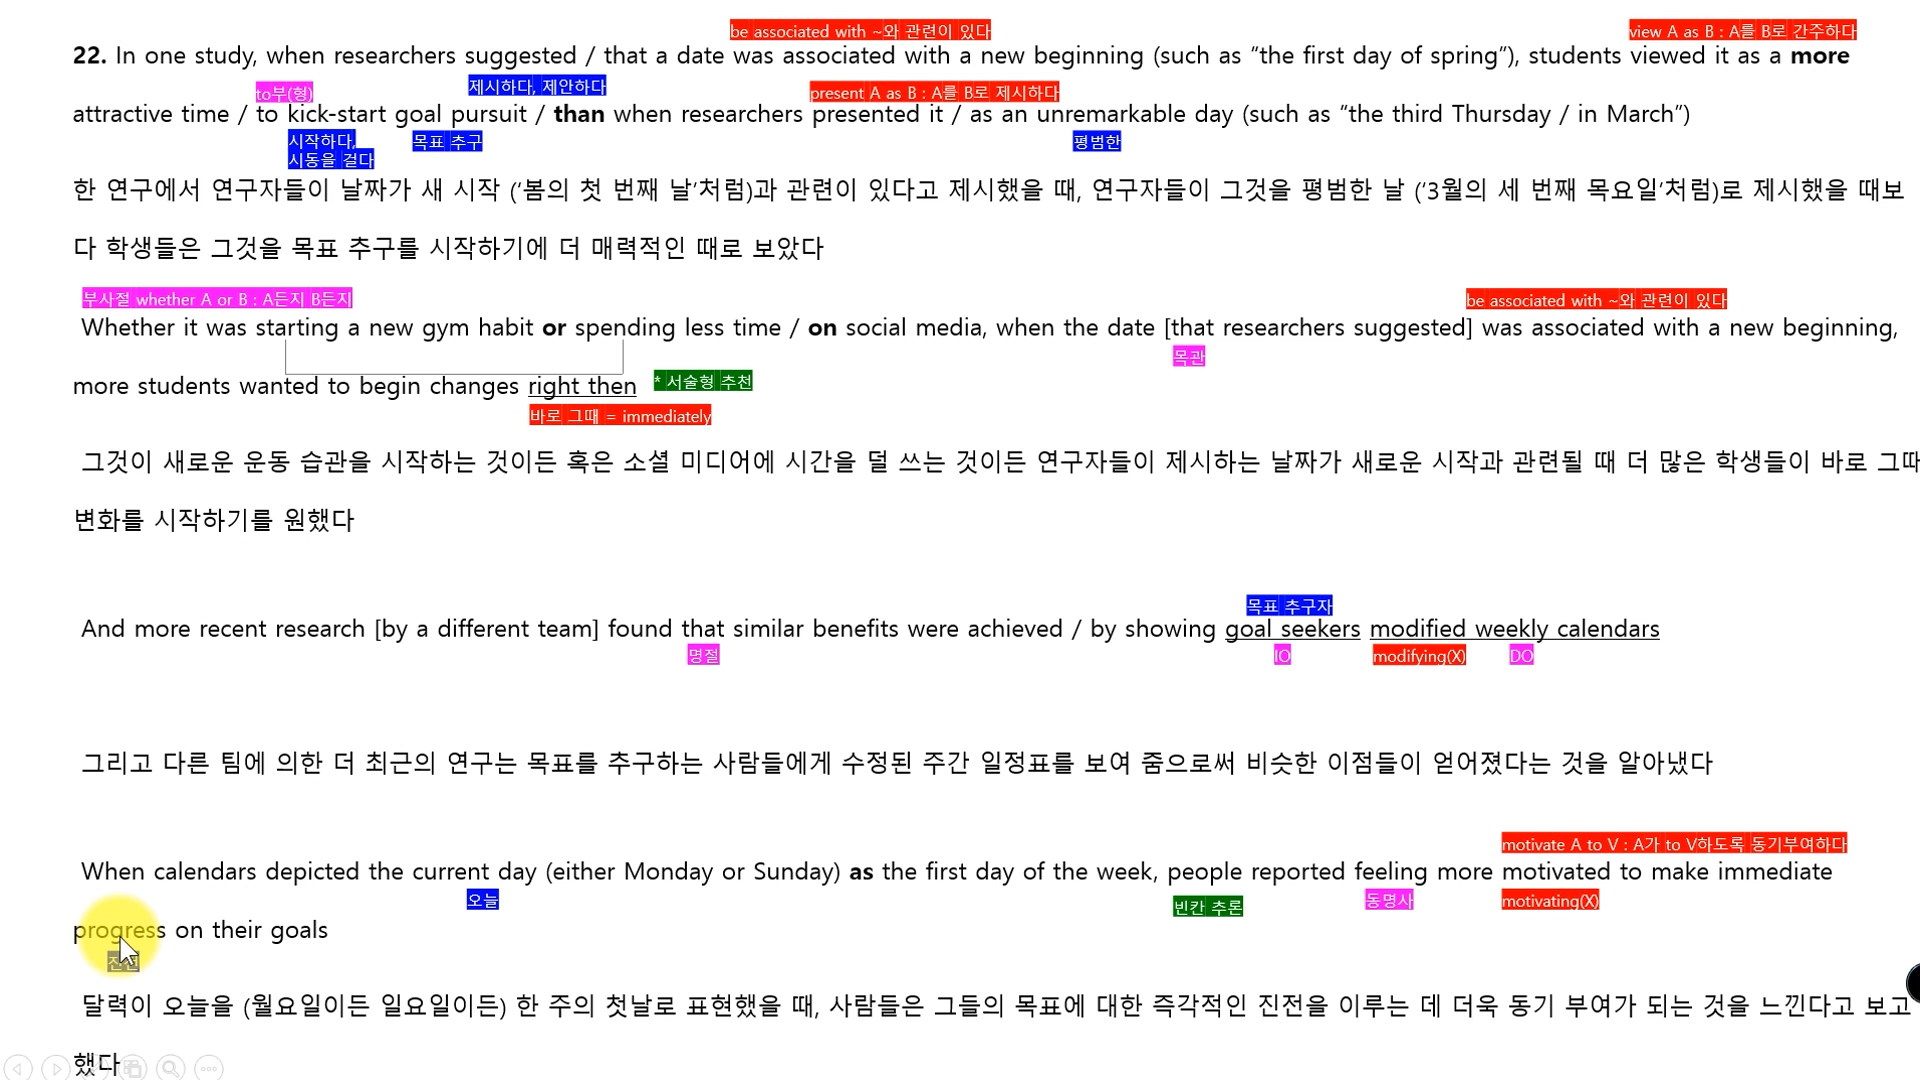 be associated with ~와 관련이 있다 view A as B : A를 B로 간주하다
22. In one study, when researchers suggested / that a date was associated with a new beginning (such as “the first day of spring”), students viewed it as a more
to부(형) 제시하다, 제안하다 present A as B : A를 B로 제시하다
attractive time / to kick-start goal pursuit / than when researchers presented it / as an unremarkable day (such as “the third Thursday / in March”)
시작하다, 목표 추구 평범한
시동을 걸다
한 연구에서 연구자들이 날짜가 새 시작 (‘봄의 첫 번째 날’처럼)과 관련이 있다고 제시했을 때, 연구자들이 그것을 평범한 날 (‘3월의 세 번째 목요일’처럼)로 제시했을 때보
다 학생들은 그것을 목표 추구를 시작하기에 더 매력적인 때로 보았다
부사절 whether A or B : A든지 B든지 be associated with ~와 관련이 있다
Whether it was starting a new gym habit or spending less time / on social media, when the date [that researchers suggested] was associated with a new beginning,
목관
more students wanted to begin changes right then * 서술형 추천
바로 그때 = immediately
그것이 새로운 운동 습관을 시작하는 것이든 혹은 소셜 미디어에 시간을 덜 쓰는 것이든 연구자들이 제시하는 날짜가 새로운 시작과 관련될 때 더 많은 학생들이 바로 그때
변화를 시작하기를 원했다
목표 추구자
And more recent research [by a different team] found that similar benefits were achieved / by showing goal seekers modified weekly calendars
명절 IO modifying(X) DO
그리고 다른 팀에 의한 더 최근의 연구는 목표를 추구하는 사람들에게 수정된 주간 일정표를 보여 줌으로써 비슷한 이점들이 얻어졌다는 것을 알아냈다
motivate A to V : A가 to V하도록 동기부여하다
When calendars depicted the current day (either Monday or Sunday) as the first day of the week, people reported feeling more motivated to make immediate
오늘 빈칸 추론 동명사 motivating(X)
progress on their goals
달력이 오늘을 (월요일이든 일요일이든) 한 주의 첫날로 표현했을 때, 사람들은 그들의 목표에 대한 즉각적인 진전을 이루는 데 더욱 동기 부여가 되는 것을 느낀다고 보고
했다